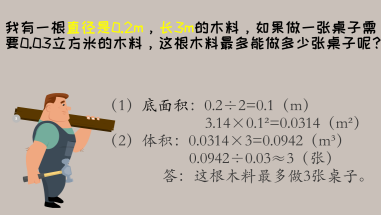 我有一根直径是0.2m，长3m的木料，如果做一张桌子需
要0.03立方米的木料，这根木料最多能做多少张桌子呢？
（1）底面积：0.2÷2=0.1（m）
3.14×0.1²=0.0314（m²）
（2）体积：0.0314×3=0.0942（m³）
0.0942÷0.03≈3（张）
答：这根木料最多做3张桌子。